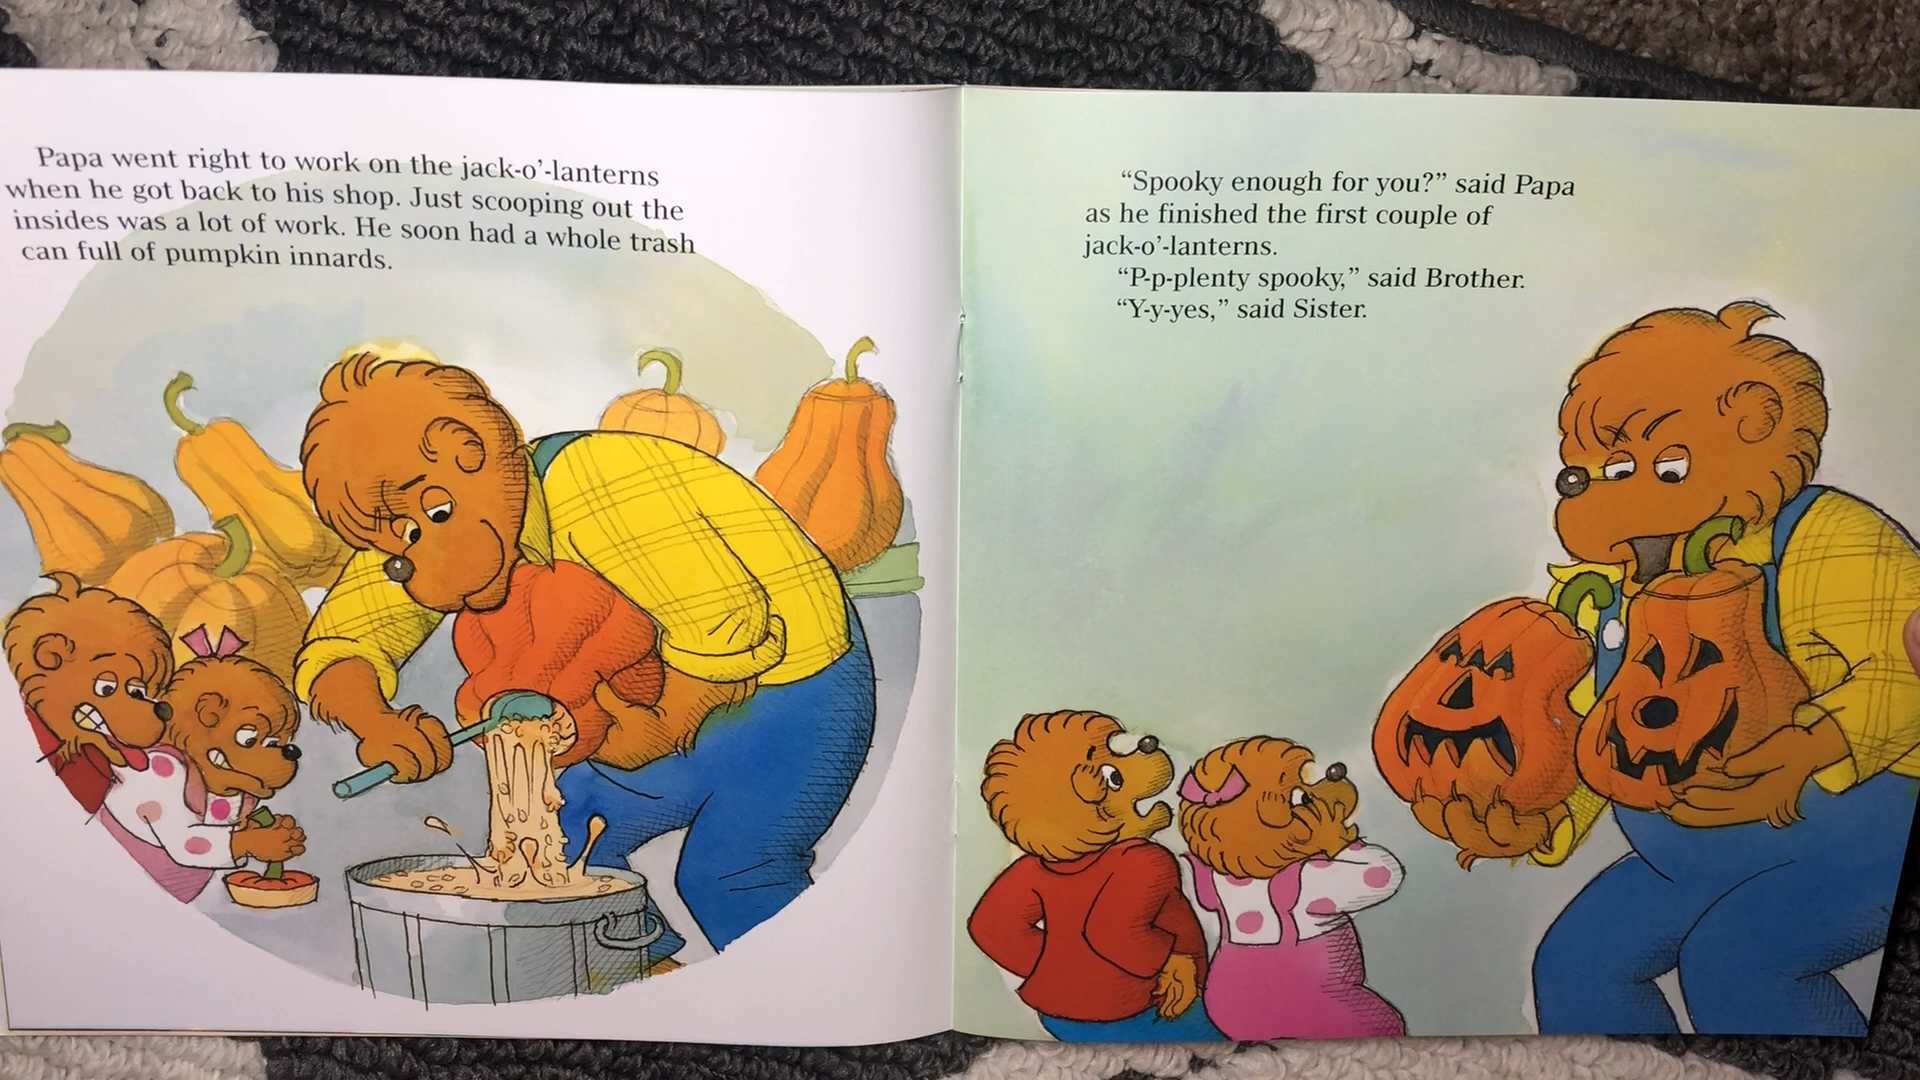 Papa went right to work on the jack-o’-lanterns
when he got back to his shop. Just scooping out the
insides was a lot of work. He soon had a whole trash
can full of pumpkin innards.
“Spooky enough for you?” said Papa
as he finished the first couple of
jack-o’-lanterns.
“P-p-plenty spooky,” said Brother.
“Y-y-yes,” said Sister.